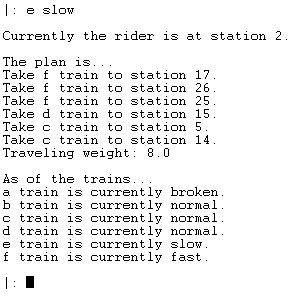 |: e slow
Currently the rider is at station 2.
The plan is...
Take f train to station 17.
Take f train to station 26.
Take f train to station 25.
Take d train to station 15.
Take c train to station 5.
Take c train to station 14.
Traveling weight: 8.0
As of the trains...
a train is currently broken.
b train is currently normal.
c train is currently normal.
d train is currently normal.
e train is currently slow.
f train is currently fast.
|: